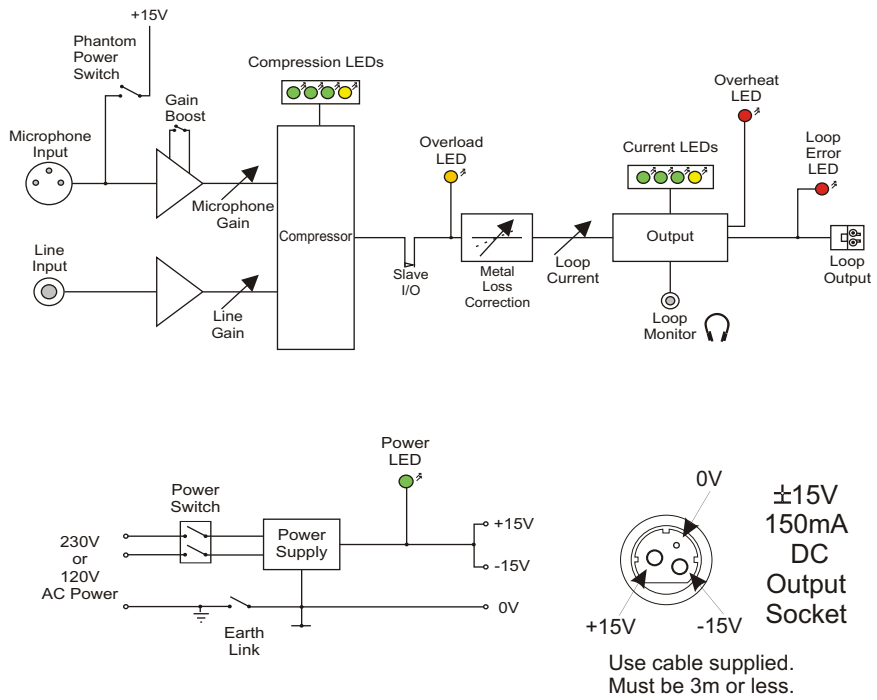 +15V
Phantom
Power
Switch
Compression LEDs
Gain
Boost
Microphone
Input
Microphone
Gain
Compressor
Overload
LED
Current LEDs
Overheat
LED
Loop
Error
LED
Line
Input
Line
Gain
Slave
I/O
Metal
Loss
Correction
Loop
Current
Output
Loop
Monitor
Loop
Output
Power
LED
Power
Switch
230V
or
120V
AC Power
Power
Supply
+15V
-15V
0V
Earth
Link
0V
+15V
-15V
±15V
150mA
DC
Output
Socket
Use cable supplied.
Must be 3m or less.